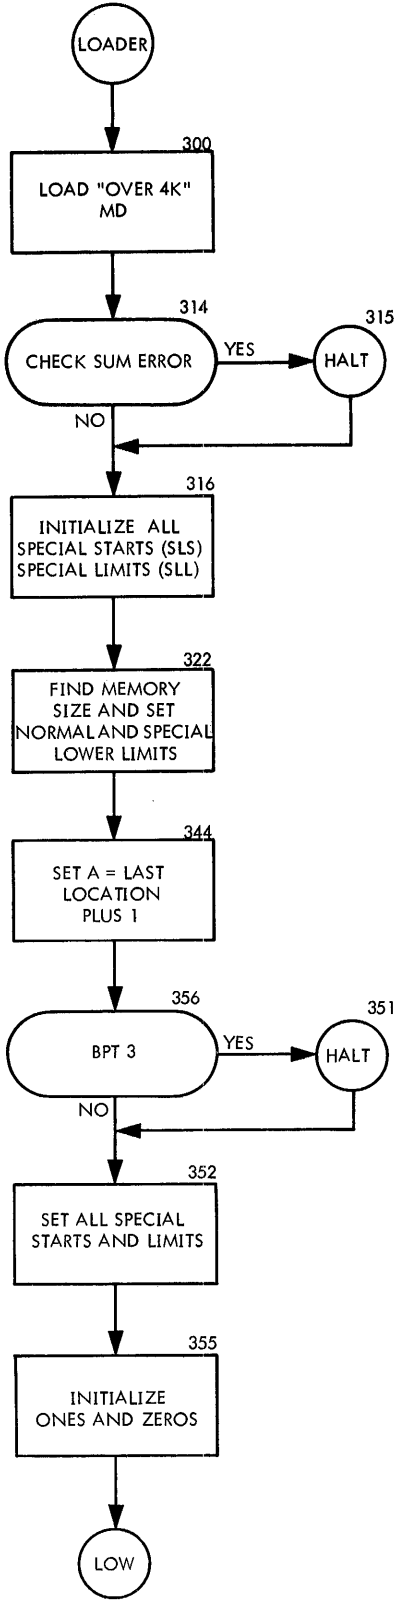 LOADER
300
LOAD "OVER 4K"
MD
314
CHECK SUM ERROR
YES
315
HALT
NO
316
INITIALIZE ALL
SPECIAL STARTS (SLS)
SPECIAL LIMITS (SLL)
322
FIND MEMORY
SIZE AND SET
NORMAL AND SPECIAL
LOWER LIMITS
344
SET A = LAST
LOCATION
PLUS 1
356
BPT 3
YES
351
HALT
NO
352
SET ALL SPECIAL
STARTS AND LIMITS
355
INITIALIZE
ONES AND ZEROS
LOW